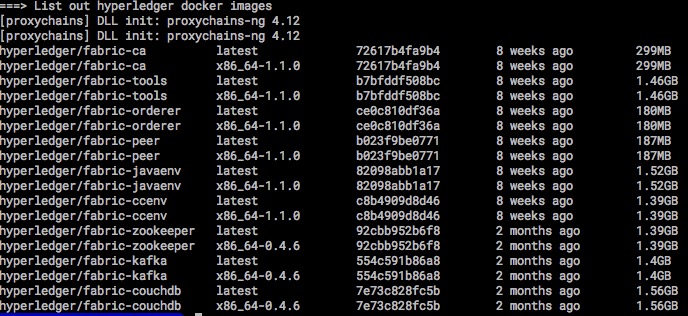 ===> List out hyperledger docker images
[proxychains] DLL init: proxychains-ng 4.12
[proxychains] DLL init: proxychains-ng 4.12
hyperledger/fabric-ca latest 72617b4fa9b4 8 weeks ago 299MB
hyperledger/fabric-ca x86_64-1.1.0 72617b4fa9b4 8 weeks ago 299MB
hyperledger/fabric-tools latest b7bfddf508bc 8 weeks ago 1.46GB
hyperledger/fabric-tools x86_64-1.1.0 b7bfddf508bc 8 weeks ago 1.46GB
hyperledger/fabric-orderer latest ce0c810df36a 8 weeks ago 180MB
hyperledger/fabric-orderer x86_64-1.1.0 ce0c810df36a 8 weeks ago 180MB
hyperledger/fabric-peer latest b023f9be0771 8 weeks ago 187MB
hyperledger/fabric-peer x86_64-1.1.0 b023f9be0771 8 weeks ago 187MB
hyperledger/fabric-javaenv latest 82098abb1a17 8 weeks ago 1.52GB
hyperledger/fabric-javaenv x86_64-1.1.0 82098abb1a17 8 weeks ago 1.52GB
hyperledger/fabric-ccenv latest c8b4909d8d46 8 weeks ago 1.39GB
hyperledger/fabric-ccenv x86_64-1.1.0 c8b4909d8d46 8 weeks ago 1.39GB
hyperledger/fabric-zookeeper latest 92cbb952b6f8 2 months ago 1.39GB
hyperledger/fabric-zookeeper x86_64-0.4.6 92cbb952b6f8 2 months ago 1.39GB
hyperledger/fabric-kafka latest 554c591b86a8 2 months ago 1.4GB
hyperledger/fabric-kafka x86_64-0.4.6 554c591b86a8 2 months ago 1.4GB
hyperledger/fabric-couchdb latest 7e73c828fc5b 2 months ago 1.56GB
hyperledger/fabric-couchdb x86_64-0.4.6 7e73c828fc5b 2 months ago 1.56GB